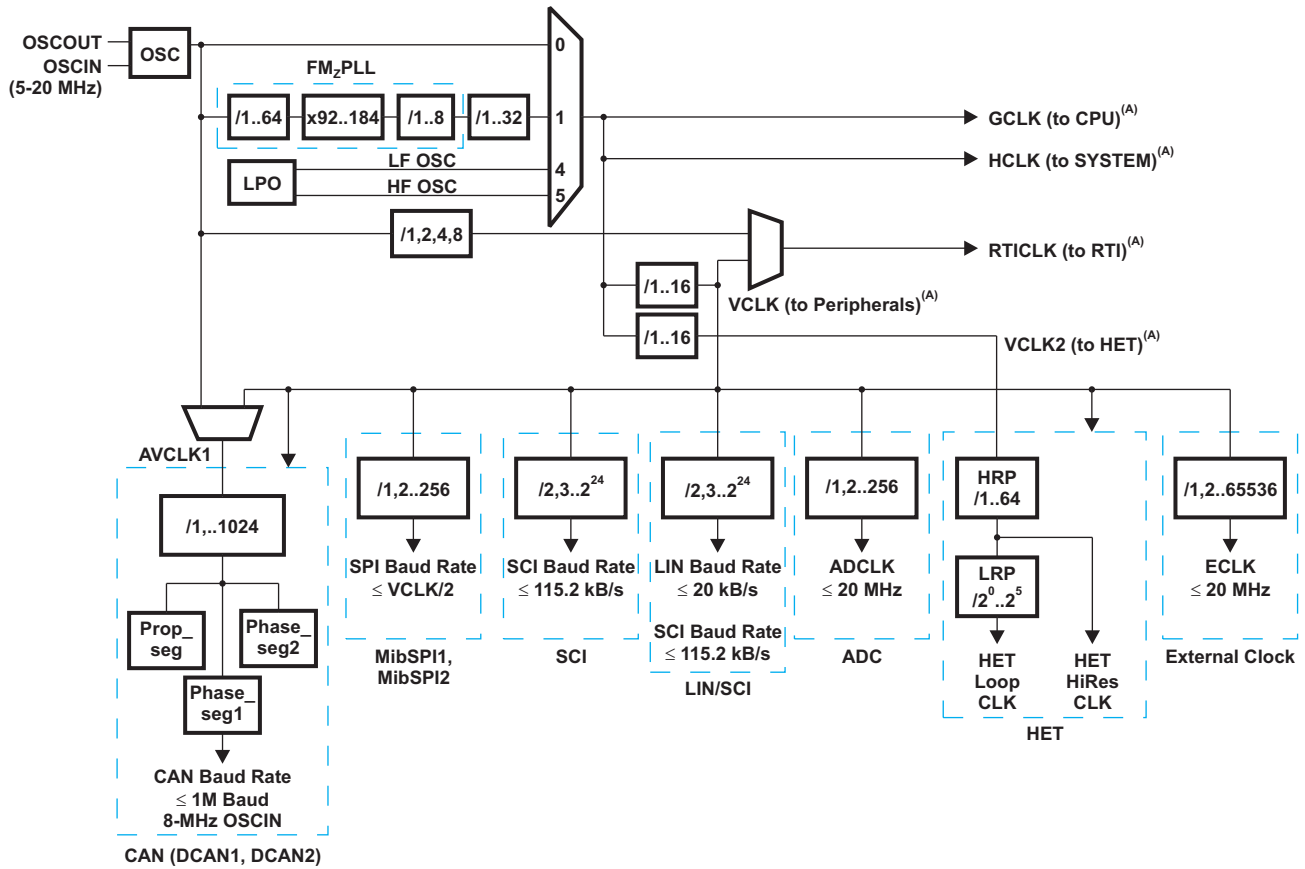 OSCOUT
OSCIN
(5-20 MHz)
OSC
FMzPLL
/1..64
x92..184
/1..8
/1..32
0
1
4
5
LPO
LF OSC
HF OSC
/1,2,4,8
GCLK (to CPU)(A)
HCLK (to SYSTEM)(A)
RTICLK (to RTI)(A)
/1..16
VCLK (to Peripherals)(A)
/1..16
VCLK2 (to HET)(A)
AVCLK1
/1,..1024
Prop_
seg
Phase_
seg2
Phase_
seg1
CAN Baud Rate
≤ 1M Baud
8-MHz OSCIN
CAN (DCAN1, DCAN2)
/1,2..256
SPI Baud Rate
≤ VCLK/2
MibSPI1,
MibSPI2
/2,3..2^24
SCI Baud Rate
≤ 115.2 kB/s
SCI
/2,3..2^24
LIN Baud Rate
≤ 20 kB/s
SCI Baud Rate
≤ 115.2 kB/s
LIN/SCI
/1,2..256
ADCLK
≤ 20 MHz
ADC
HRP
/1..64
LRP
/2^0..2^5
HET
Loop
CLK
HET
HiRes
CLK
HET
/1,2..65536
ECLK
≤ 20 MHz
External Clock